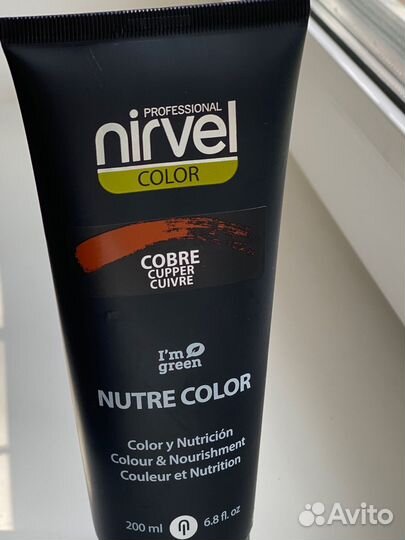 PROFESSIONAL
nirvel
COLOR
COBRE
CUPPER
CUIVRE
I'm
green
NUTRE COLOR
Color y Nutrición
Colour & Nourishment
Couleur et Nutrition
200 ml 6.8 fl. oz
Avito